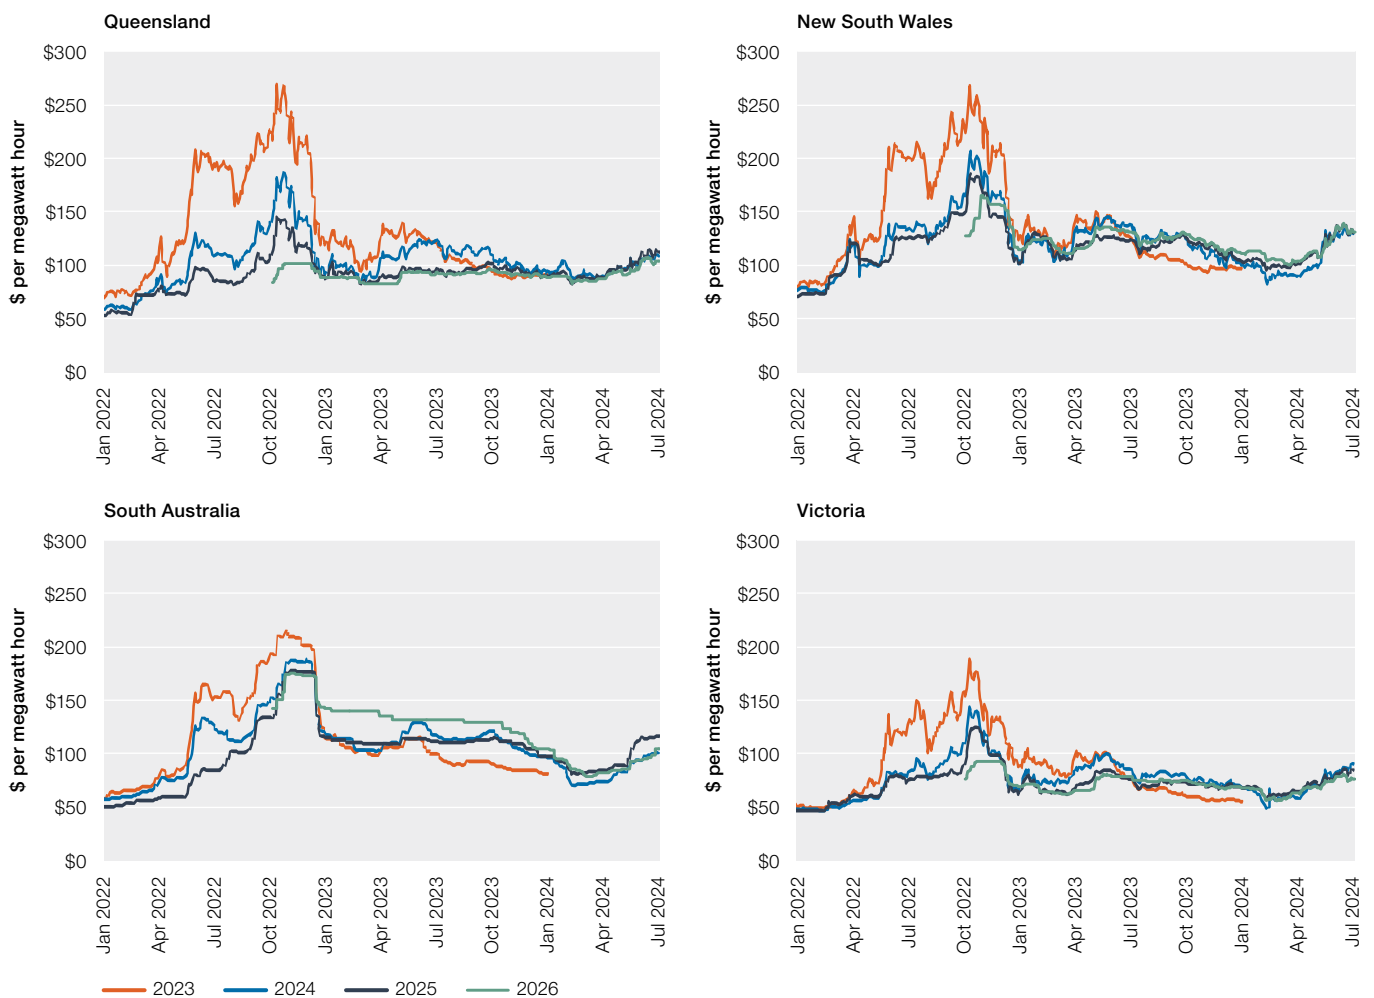 Queensland
$ per megawatt hour
$300
$250
$200
$150
$100
$50
$0
Jan 2022
Apr 2022
Jul 2022
Oct 2022
Jan 2023
Apr 2023
Jul 2023
Oct 2023
Jan 2024
Apr 2024
Jul 2024
New South Wales
$ per megawatt hour
$300
$250
$200
$150
$100
$50
$0
Jan 2022
Apr 2022
Jul 2022
Oct 2022
Jan 2023
Apr 2023
Jul 2023
Oct 2023
Jan 2024
Apr 2024
Jul 2024
South Australia
$ per megawatt hour
$300
$250
$200
$150
$100
$50
$0
Jan 2022
Apr 2022
Jul 2022
Oct 2022
Jan 2023
Apr 2023
Jul 2023
Oct 2023
Jan 2024
Apr 2024
Jul 2024
Victoria
$ per megawatt hour
$300
$250
$200
$150
$100
$50
$0
Jan 2022
Apr 2022
Jul 2022
Oct 2022
Jan 2023
Apr 2023
Jul 2023
Oct 2023
Jan 2024
Apr 2024
Jul 2024
2023 2024 2025 2026